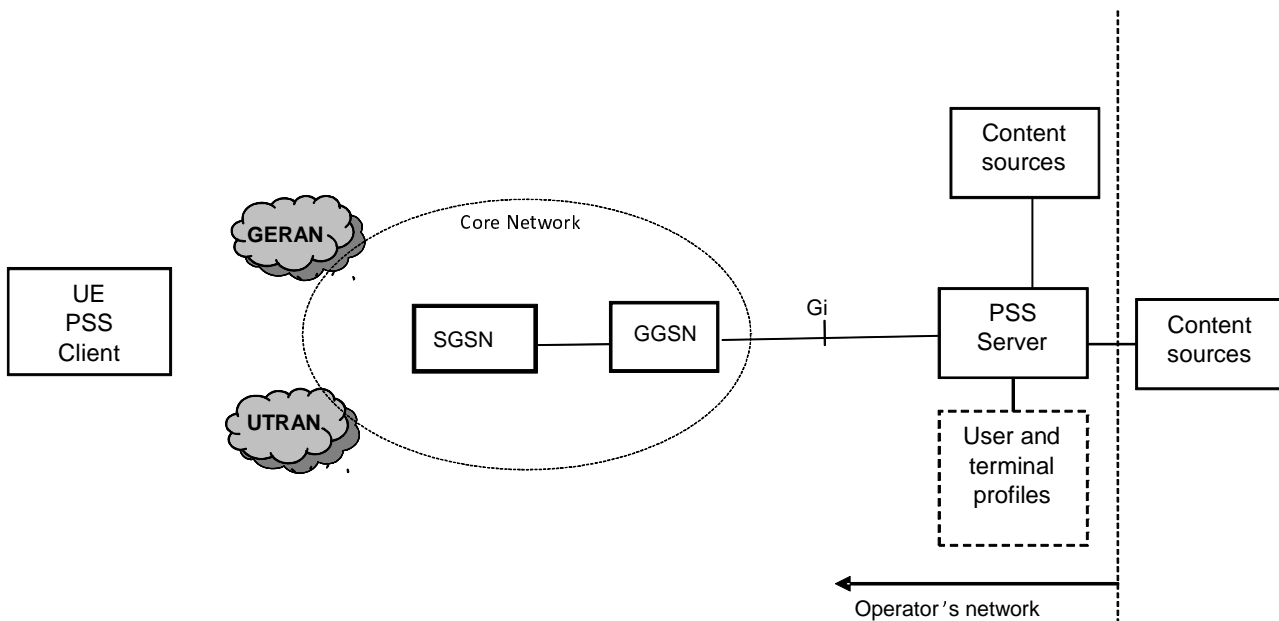 Content
sources
GERAN
Core Network
UE
PSS
Client
SGSN
GGSN
Gi
PSS
Server
Content
sources
UTRAN
User and
terminal
profiles
Operator's network